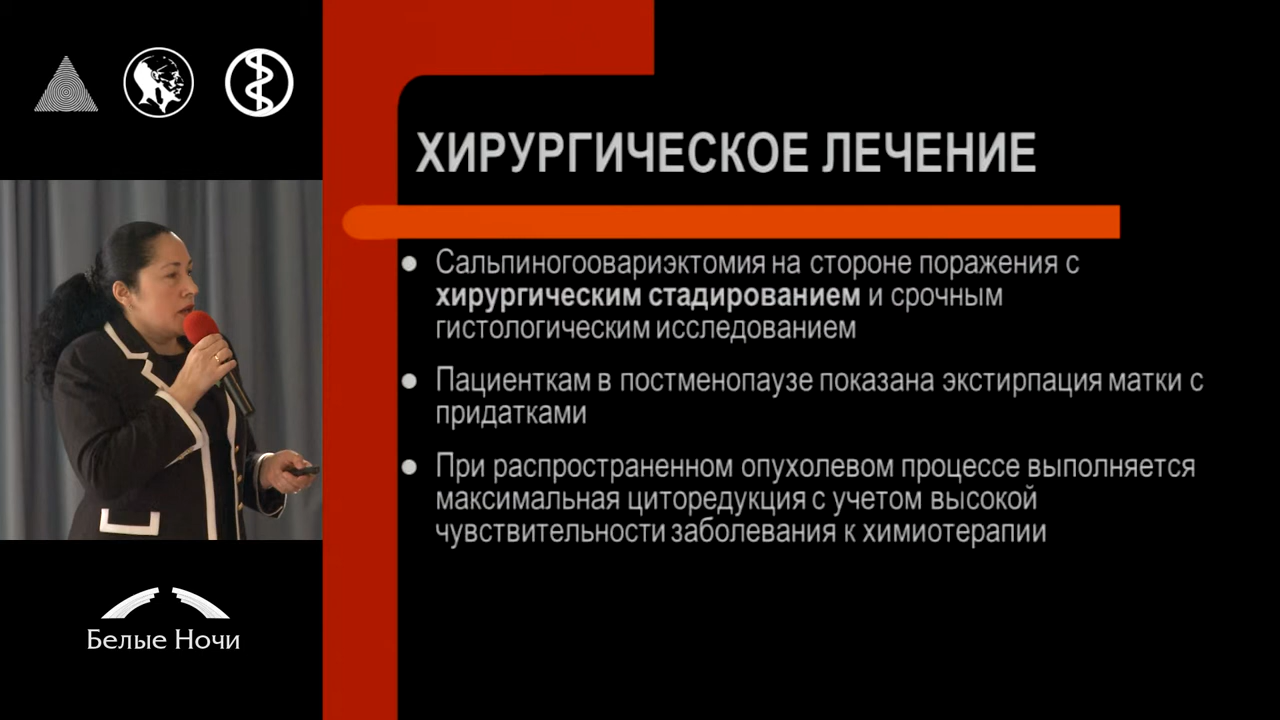 ХИРУРГИЧЕСКОЕ ЛЕЧЕНИЕ
Сальпиногоовариэктомия на стороне поражения с
хирургическим стадированием и срочным
гистологическим исследованием
Пациенткам в постменопаузе показана экстирпация матки с
придатками
При распространенном опухолевом процессе выполняется
максимальная циторедукция с учетом высокой
чувствительности заболевания к химиотерапии
Белые Ночи